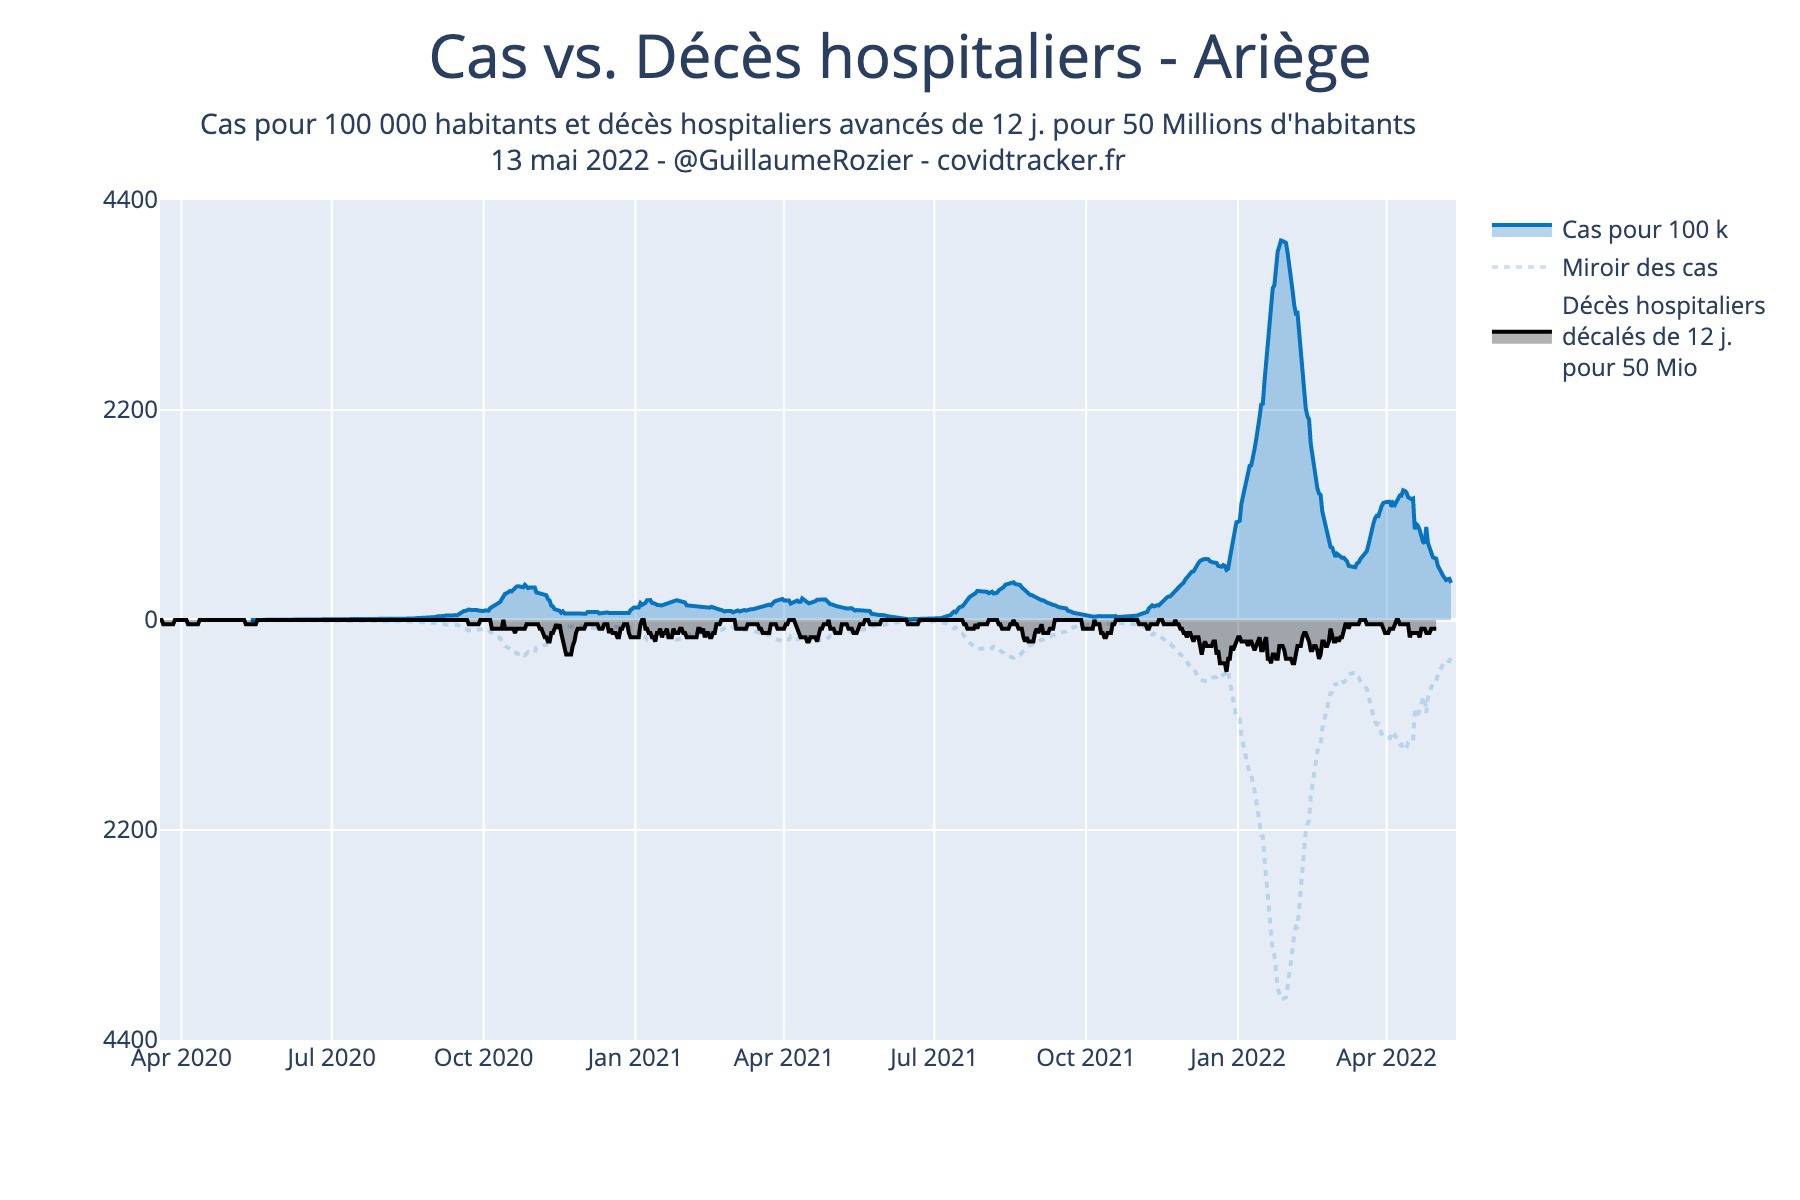 Cas vs. Décès hospitaliers - Ariège
Cas pour 100 000 habitants et décès hospitaliers avancés de 12 j. pour 50 Millions d'habitants
13 mai 2022 - @GuillaumeRozier - covidtracker.fr
4400
2200
0
2200
4400
Apr 2020
Jul 2020
Oct 2020
Jan 2021
Apr 2021
Jul 2021
Oct 2021
Jan 2022
Apr 2022
Cas pour 100 k
Miroir des cas
Décès hospitaliers
décalés de 12 j.
pour 50 Mio